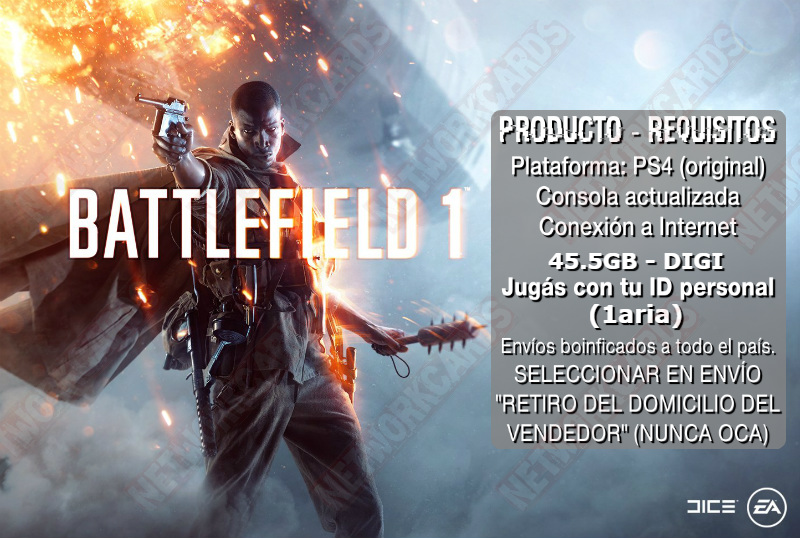 BATTLEFIELD 1
PRODUCTO - REQUISITOS
Plataforma: PS4 (original)
Consola actualizada
Conexión a Internet
45.5GB - DIGI
Jugás con tu ID personal
(1aria)
Envíos boinficados a todo el país.
SELECCIONAR EN ENVÍO
"RETIRO DEL DOMICILIO DEL
VENDEDOR" (NUNCA OCA)
DICE EA
NETWORKCARDS